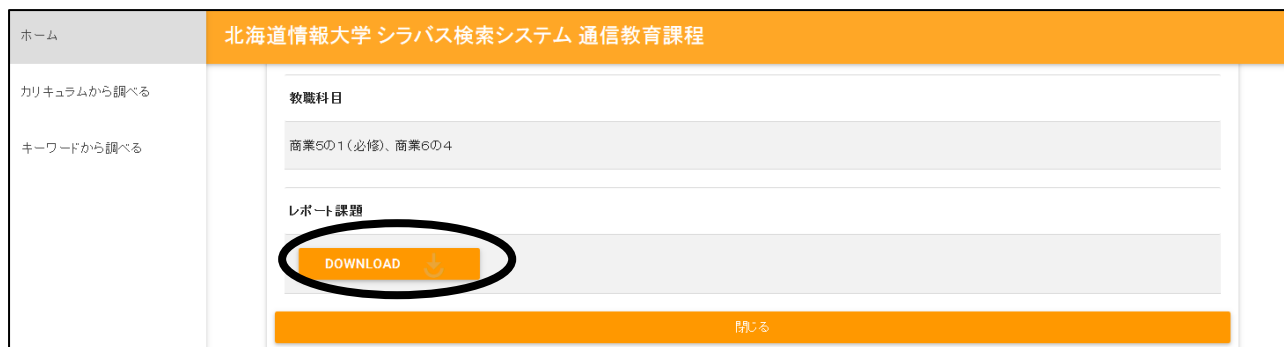 ホーム
北海道情報大学 シラバス検索システム 通信教育課程
カリキュラムから調べる
キーワードから調べる
教職科目
商業5の1(必修)、商業6の4
レポート課題
DOWNLOAD
閉じる